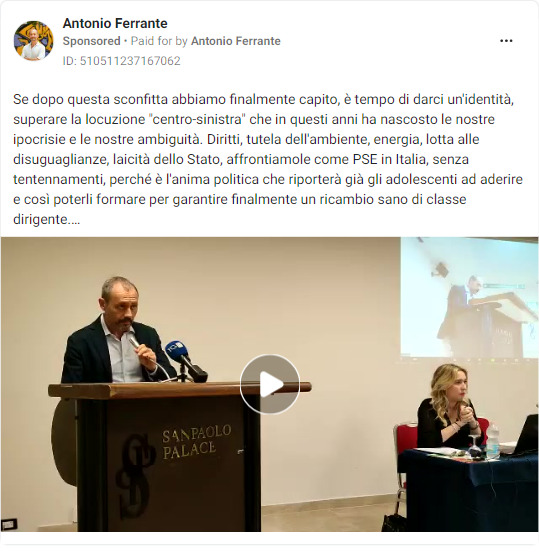 Antonio Ferrante
Sponsored • Paid for by Antonio Ferrante
ID: 510511237167062
Se dopo questa sconfitta abbiamo finalmente capito, è tempo di darci un'identità,
superare la locuzione "centro-sinistra" che in questi anni ha nascosto le nostre
ipocrisie e le nostre ambiguità. Diritti, tutela dell'ambiente, energia, lotta alle
disuguaglianze, laicità dello Stato, affrontiamole come PSE in Italia, senza
tentennamenti, perché è l'anima politica che riporterà già gli adolescenti ad aderire
e così poterli formare per garantire finalmente un ricambio sano di classe
dirigente....
SANPAOLO
PALACE